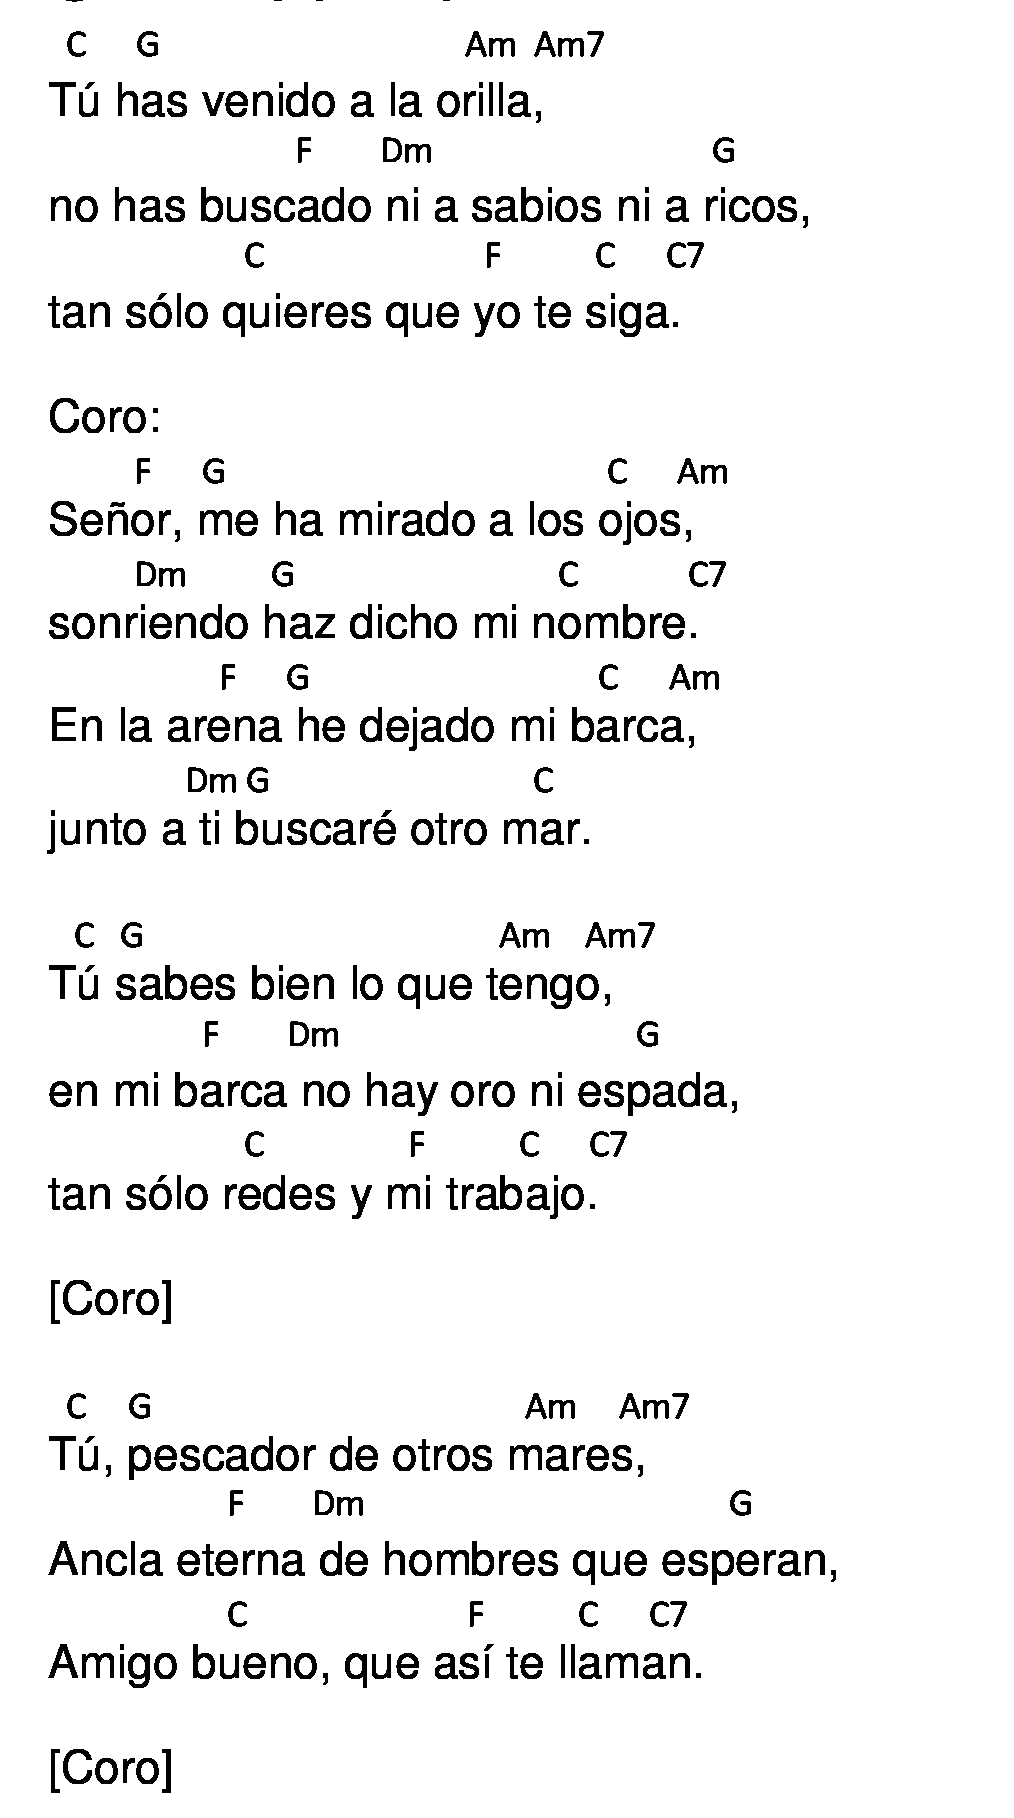 C G Am Am7
Tú has venido a la orilla,
F Dm G
no has buscado ni a sabios ni a ricos,
C F C C7
tan sólo quieres que yo te siga.
Coro:
F G C Am
Señor, me ha mirado a los ojos,
Dm G C C7
sonriendo haz dicho mi nombre.
F G C Am
En la arena he dejado mi barca,
Dm G C
junto a ti buscaré otro mar.
C G Am Am7
Tú sabes bien lo que tengo,
F Dm G
en mi barca no hay oro ni espada,
C F C C7
tan sólo redes y mi trabajo.
[Coro]
C G Am Am7
Tú, pescador de otros mares,
F Dm G
Ancla eterna de hombres que esperan,
C F C C7
Amigo bueno, que así te llaman.
[Coro]